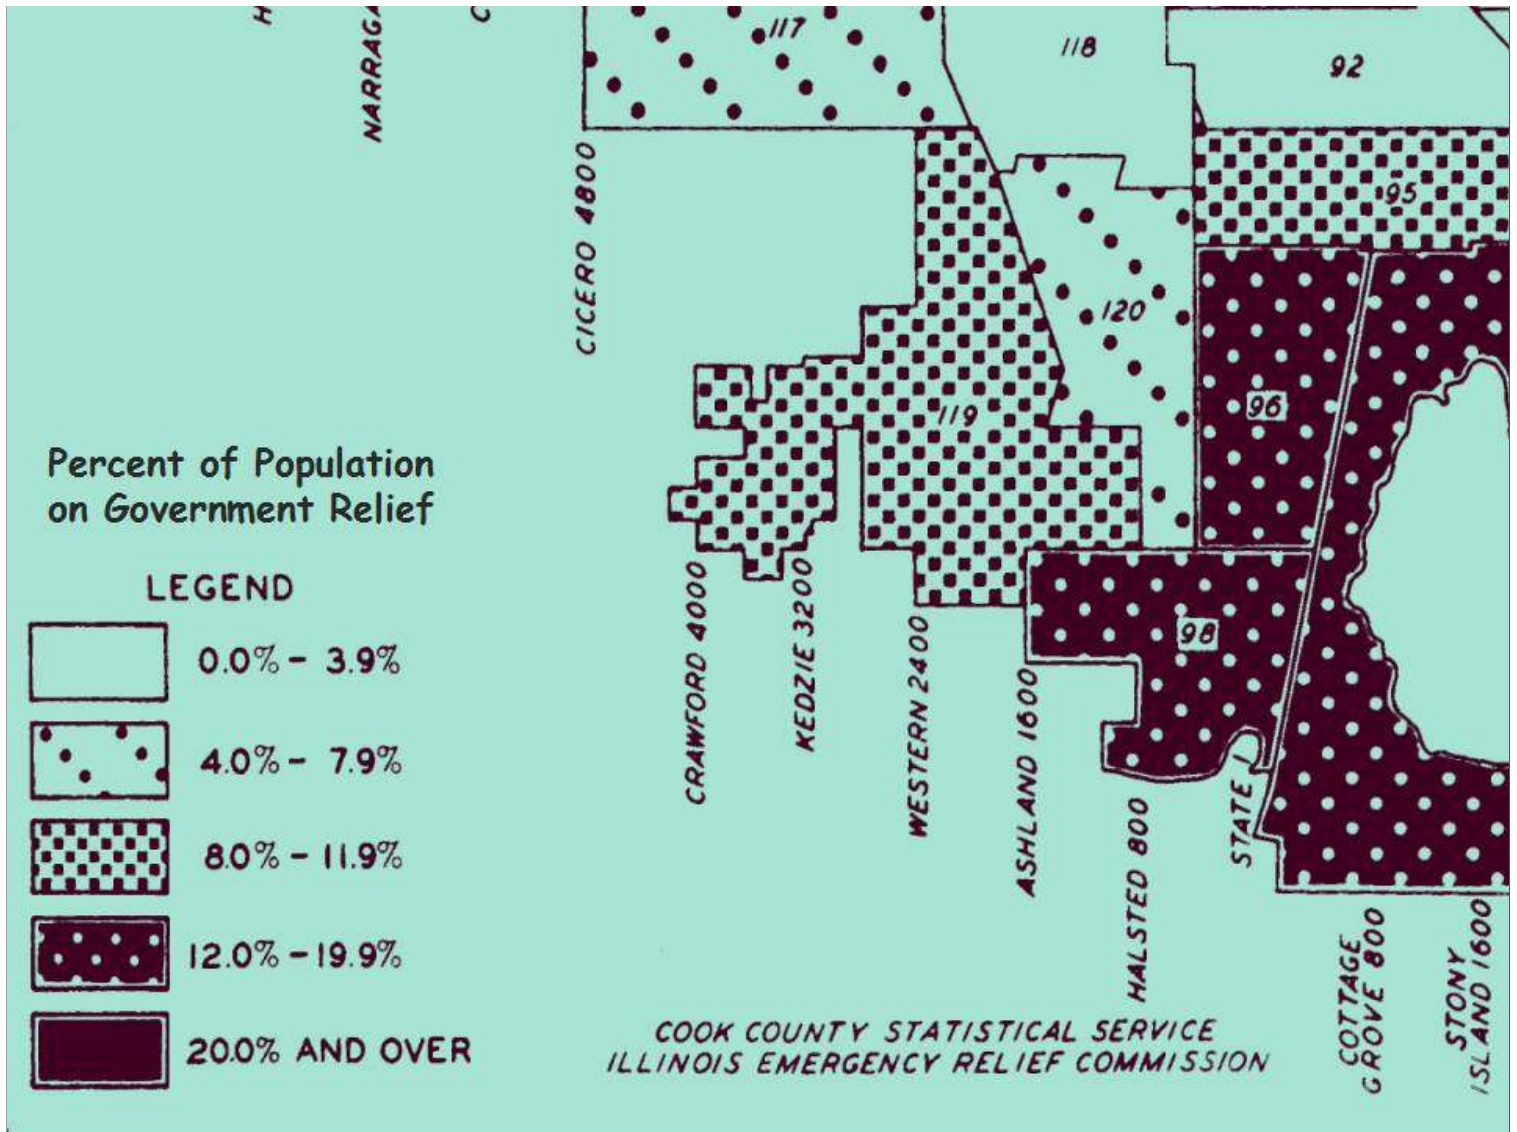 NARRAG
C
117
118
92
95
CICERO 4800
120
96
119
Percent of Population
on Government Relief
LEGEND
0.0% - 3.9%
4.0% - 7.9%
8.0% - 11.9%
12.0% - 19.9%
20.0% AND OVER
98
CRAWFORD 4000
KEDZIE 3200
WESTERN 2400
ASHLAND 1600
HALSTED 800
STATE 1
COTTAGE
GROVE 800
STONY
ISLAND 1600
COOK COUNTY STATISTICAL SERVICE
ILLINOIS EMERGENCY RELIEF COMMISSION